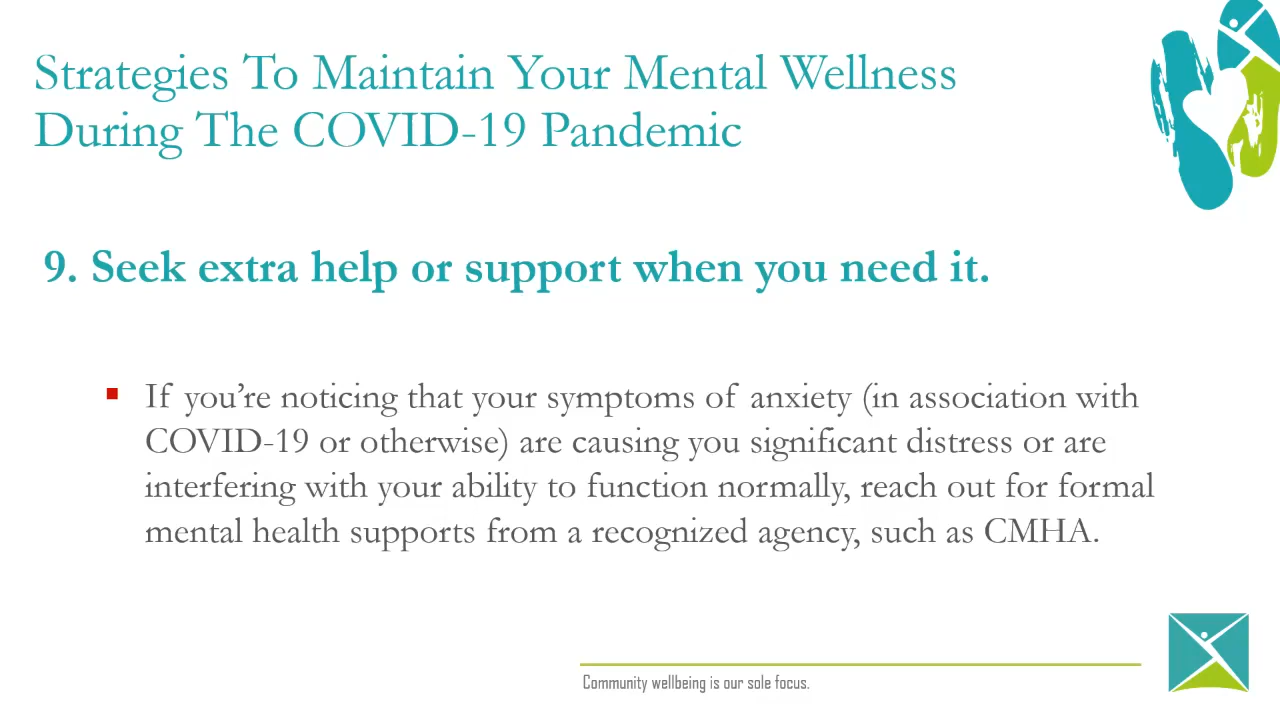 Strategies To Maintain Your Mental Wellness
During The COVID-19 Pandemic
9. Seek extra help or support when you need it.
If you’re noticing that your symptoms of anxiety (in association with
COVID-19 or otherwise) are causing you significant distress or are
interfering with your ability to function normally, reach out for formal
mental health supports from a recognized agency, such as CMHA.
Community wellbeing is our sole focus.